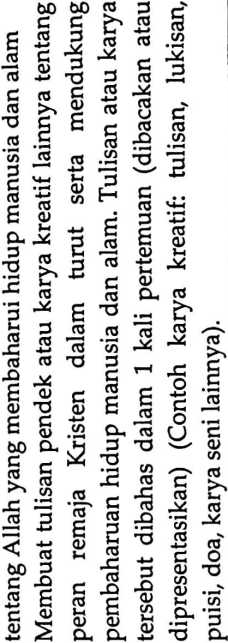 tentang Allah yang membaharui hidup manusia dan alam
Membuat tulisan pendek atau karya kreatif lainnya tentang
peran remaja Kristen dalam turut serta mendukung
pembaharuan hidup manusia dan alam. Tulisan atau karya
tersebut dibahas dalam 1 kali pertemuan (dibacakan atau
dipresentasikan) (Contoh karya kreatif: tulisan, lukisan,
puisi, doa, karya seni lainnya).